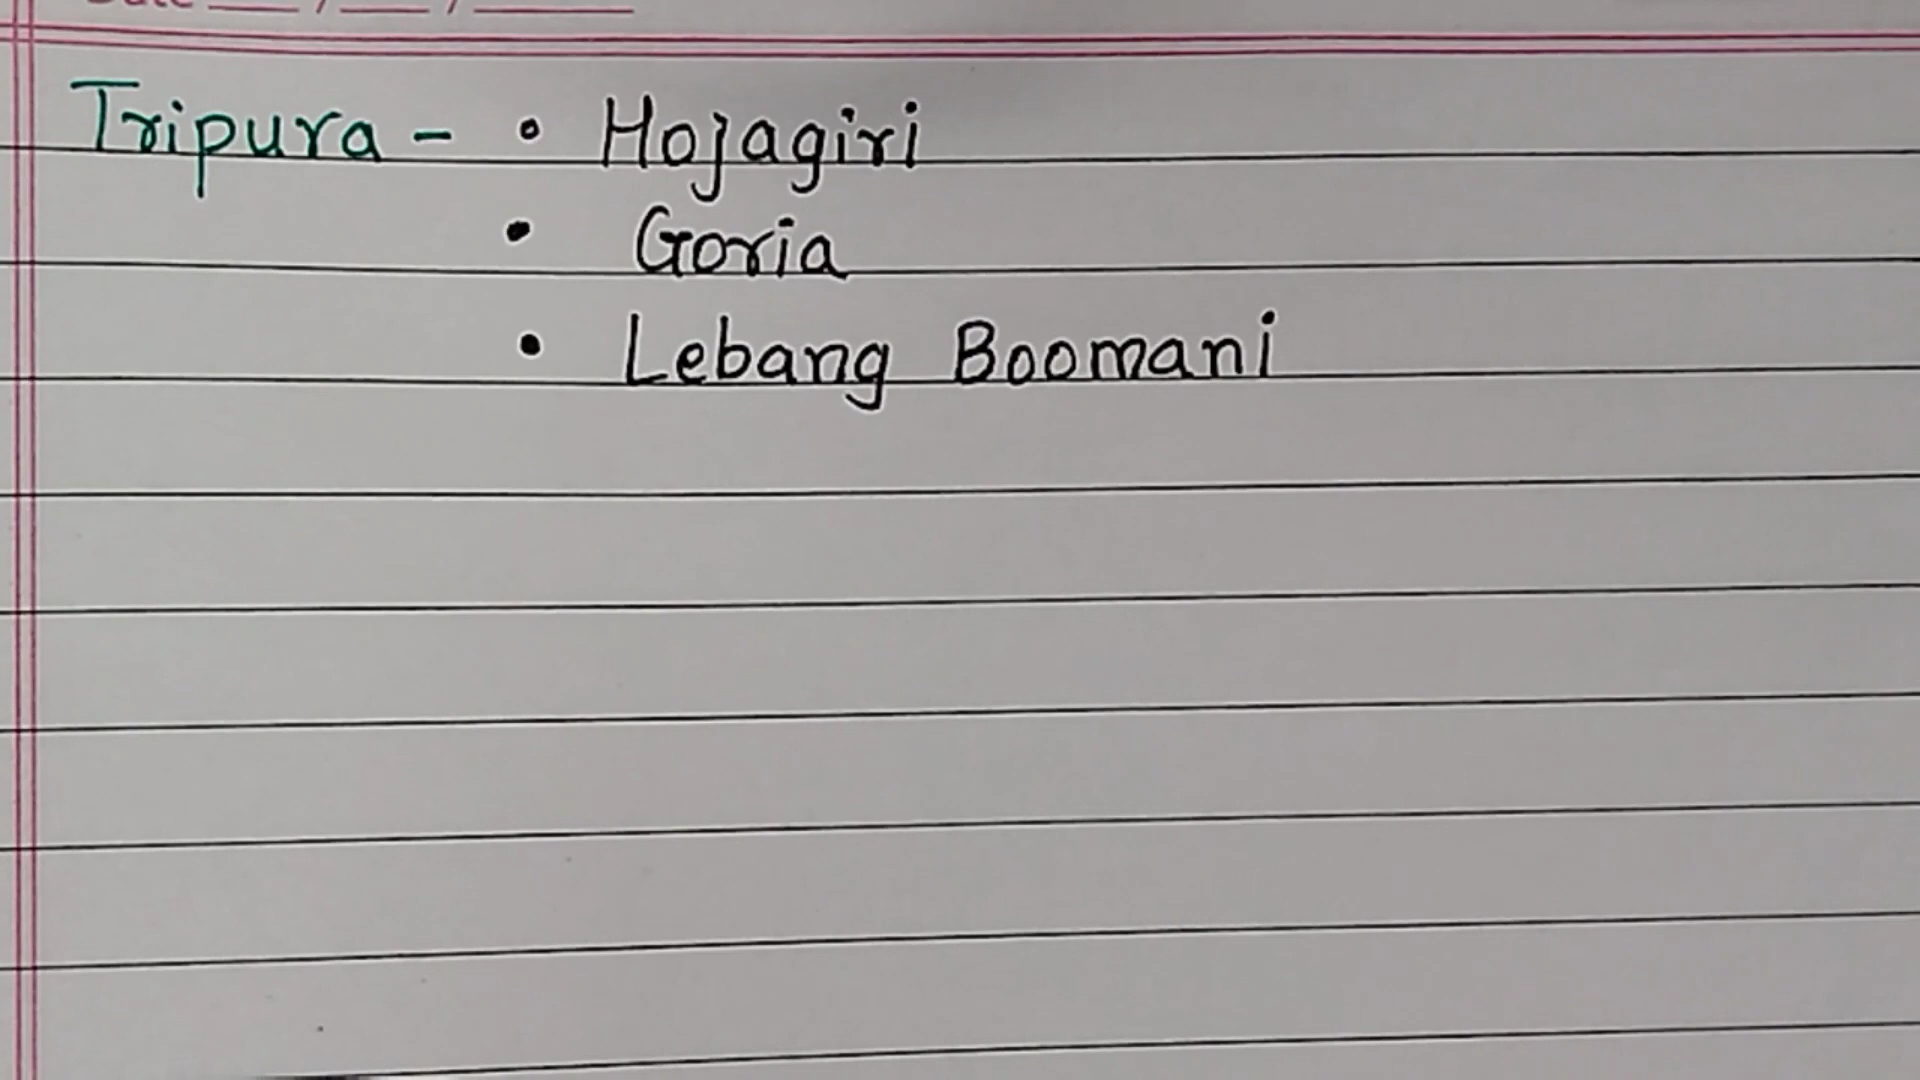 Tripura - • Hojagiri
• Goria
• Lebang Boomani